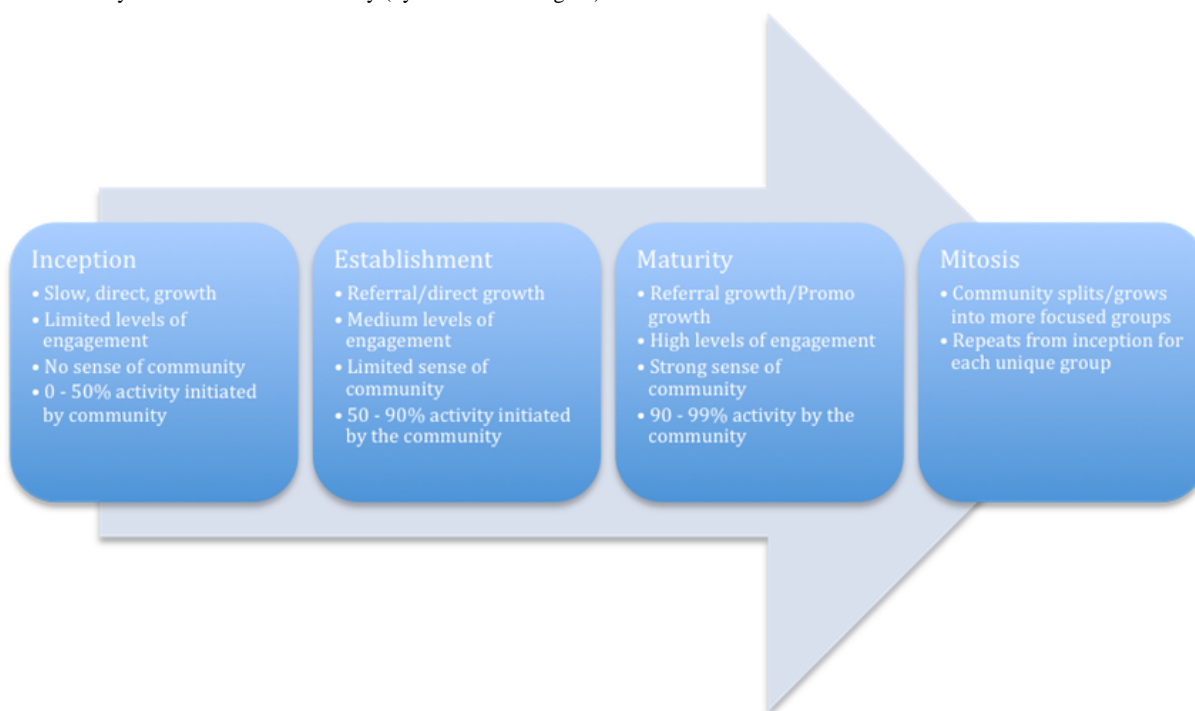 Inception
• Slow, direct, growth
• Limited levels of
engagement
• No sense of community
• 0 - 50% activity initiated
by community
Establishment
• Referral/direct growth
• Medium levels of
engagement
• Limited sense of
community
• 50 - 90% activity initiated
by the community
Maturity
• Referral growth/Promo
growth
• High levels of engagement
• Strong sense of
community
• 90 - 99% activity by the
community
Mitosis
• Community splits/grows
into more focused groups
• Repeats from inception for
each unique group